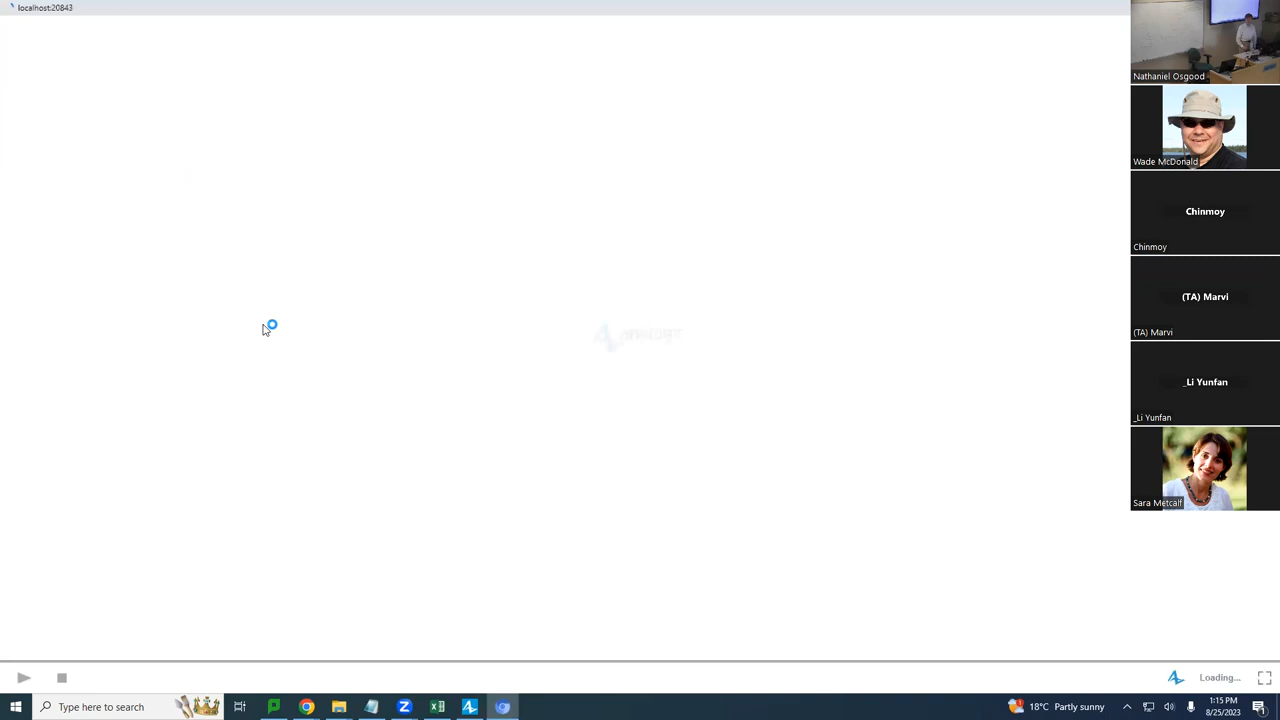 localhost:20843
Nathaniel Osgood
Wade McDonald
Chinmoy
Chinmoy
(TA) Marvi
(TA) Marvi
_Li Yunfan
_Li Yunfan
Sara Metcalf
Loading...
Type here to search
18°C Partly sunny
1:15 PM
8/25/2023